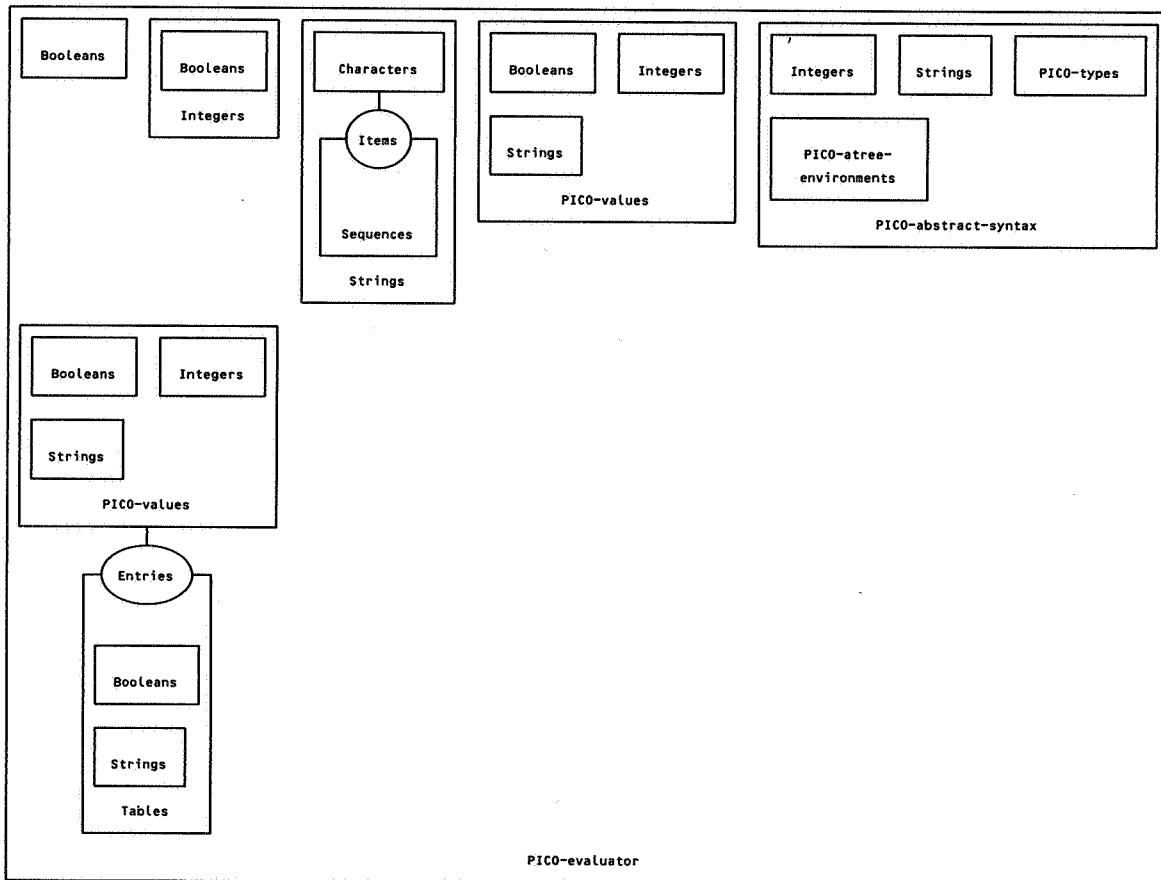 Booleans
Booleans
Integers
Characters
Items
Sequences
Strings
Booleans
Integers
Strings
PICO-values
Integers
Strings
PICO-types
PICO-atree-
environments
PICO-abstract-syntax
Booleans
Integers
Strings
PICO-values
Entries
Booleans
Strings
Tables
PICO-evaluator